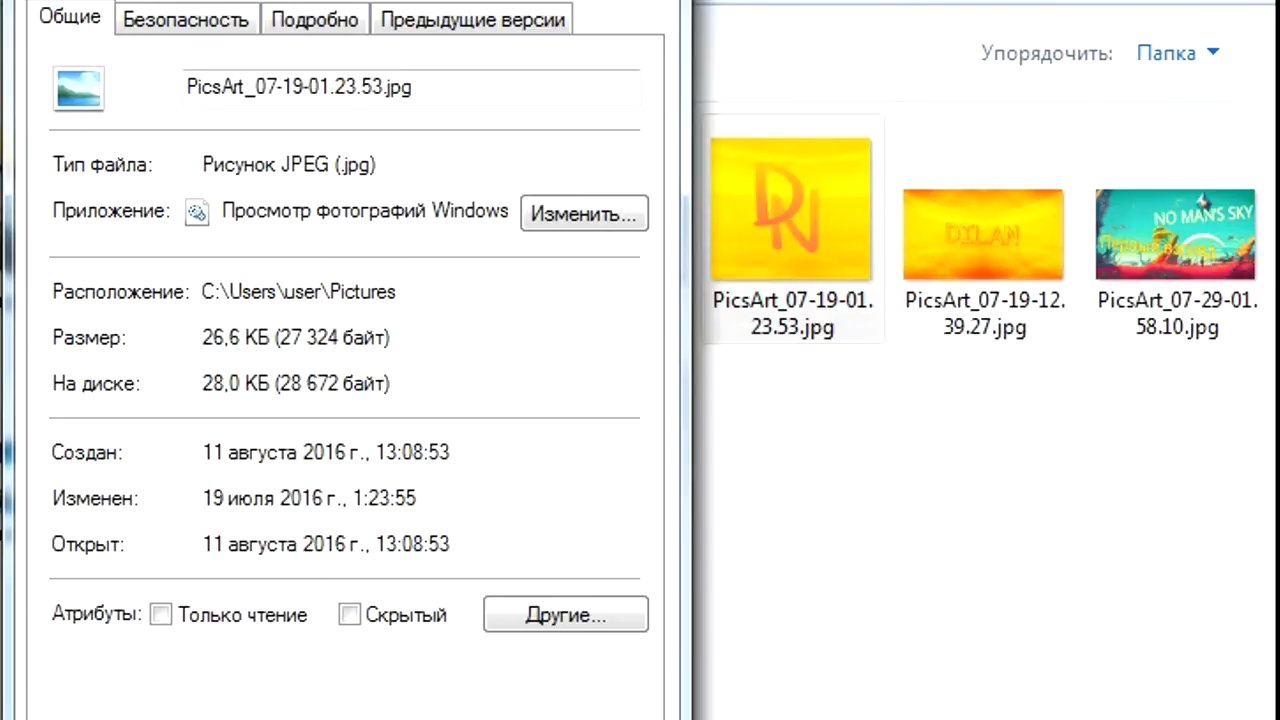 Общие Безопасность Подробно Предыдущие версии
PicsArt_07-19-01.23.53.jpg
Тип файла: Рисунок JPEG (.jpg)
Приложение: Просмотр фотографий Windows Изменить...
Расположение: C:\Users\user\Pictures
Размер: 26,6 КБ (27 324 байт)
На диске: 28,0 КБ (28 672 байт)
Создан: 11 августа 2016 г., 13:08:53
Изменен: 19 июля 2016 г., 1:23:55
Открыт: 11 августа 2016 г., 13:08:53
Атрибуты: Только чтение Скрытый Другие...
Упорядочить: Папка
DN
PicsArt_07-19-01.
23.53.jpg
DILAN
PicsArt_07-19-12.
39.27.jpg
NO MAN'S SKY
Первый взгляд
PicsArt_07-29-01.
58.10.jpg